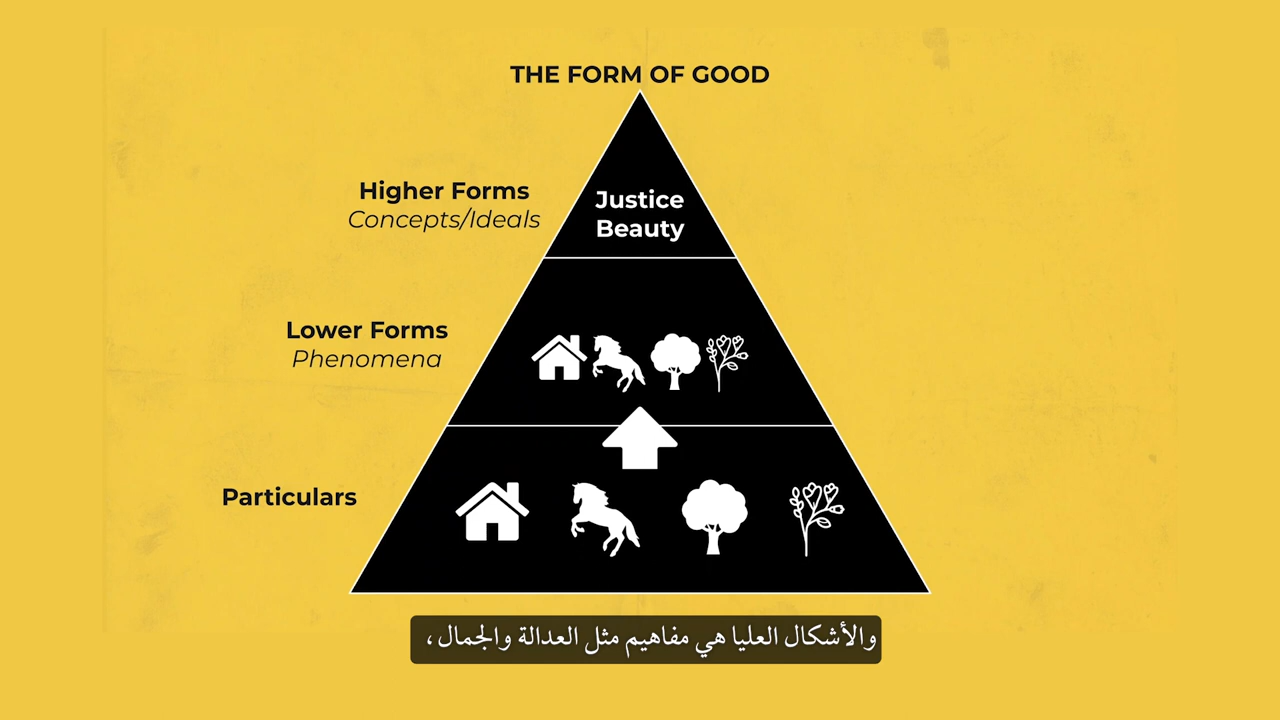 THE FORM OF GOOD
Higher Forms
Concepts/Ideals
Justice
Beauty
Lower Forms
Phenomena
Particulars
والأشكال العليا هي مفاهيم مثل العدالة والجمال ،